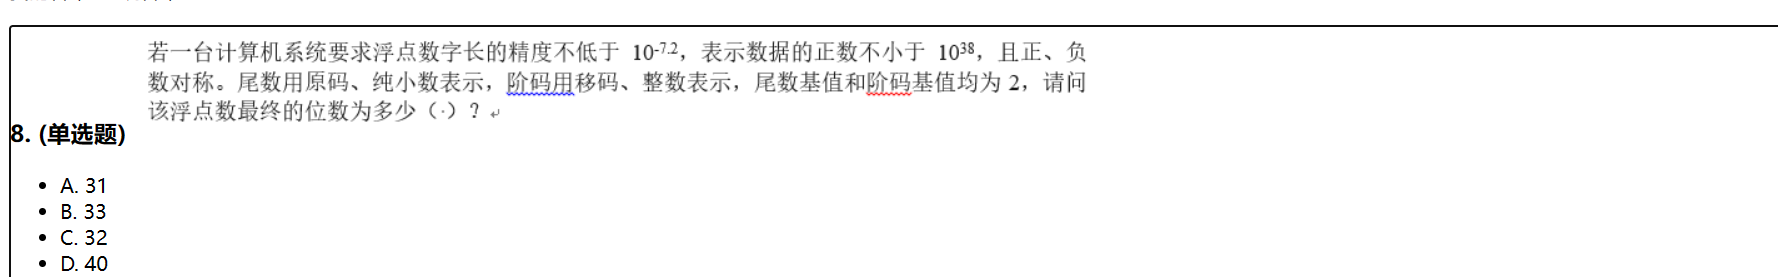 若一台计算机系统要求浮点数字长的精度不低于 10-7.2，表示数据的正数不小于 1038，且正、负
数对称。尾数用原码、纯小数表示，阶码用移码、整数表示，尾数基值和阶码基值均为 2，请问
该浮点数最终的位数为多少（·）？
8. (单选题)
A. 31
B. 33
C. 32
D. 40